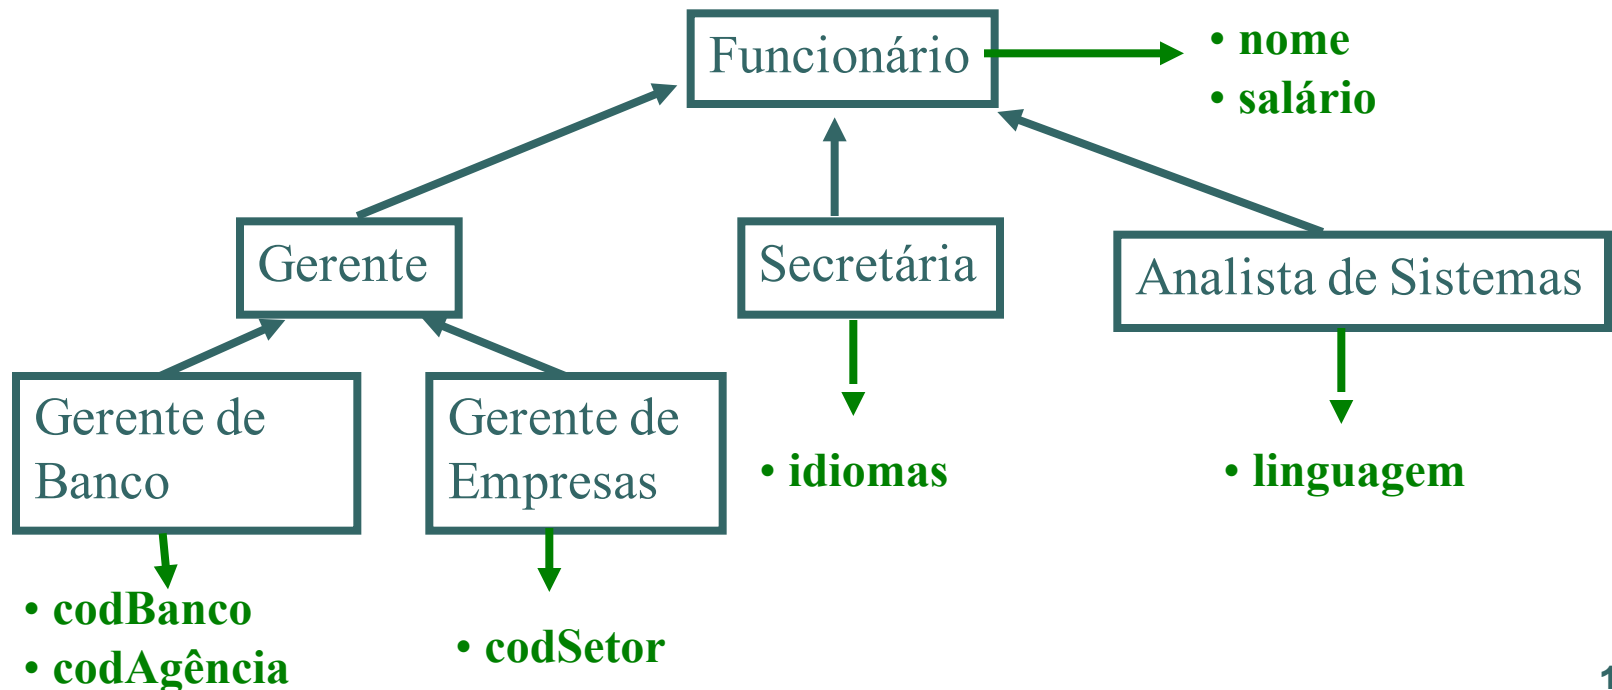 Funcionário
• nome
• salário
Gerente
Secretária
Analista de Sistemas
Gerente de
Banco
Gerente de
Empresas
• idiomas
• linguagem
• codBanco
• codAgência
• codSetor
1